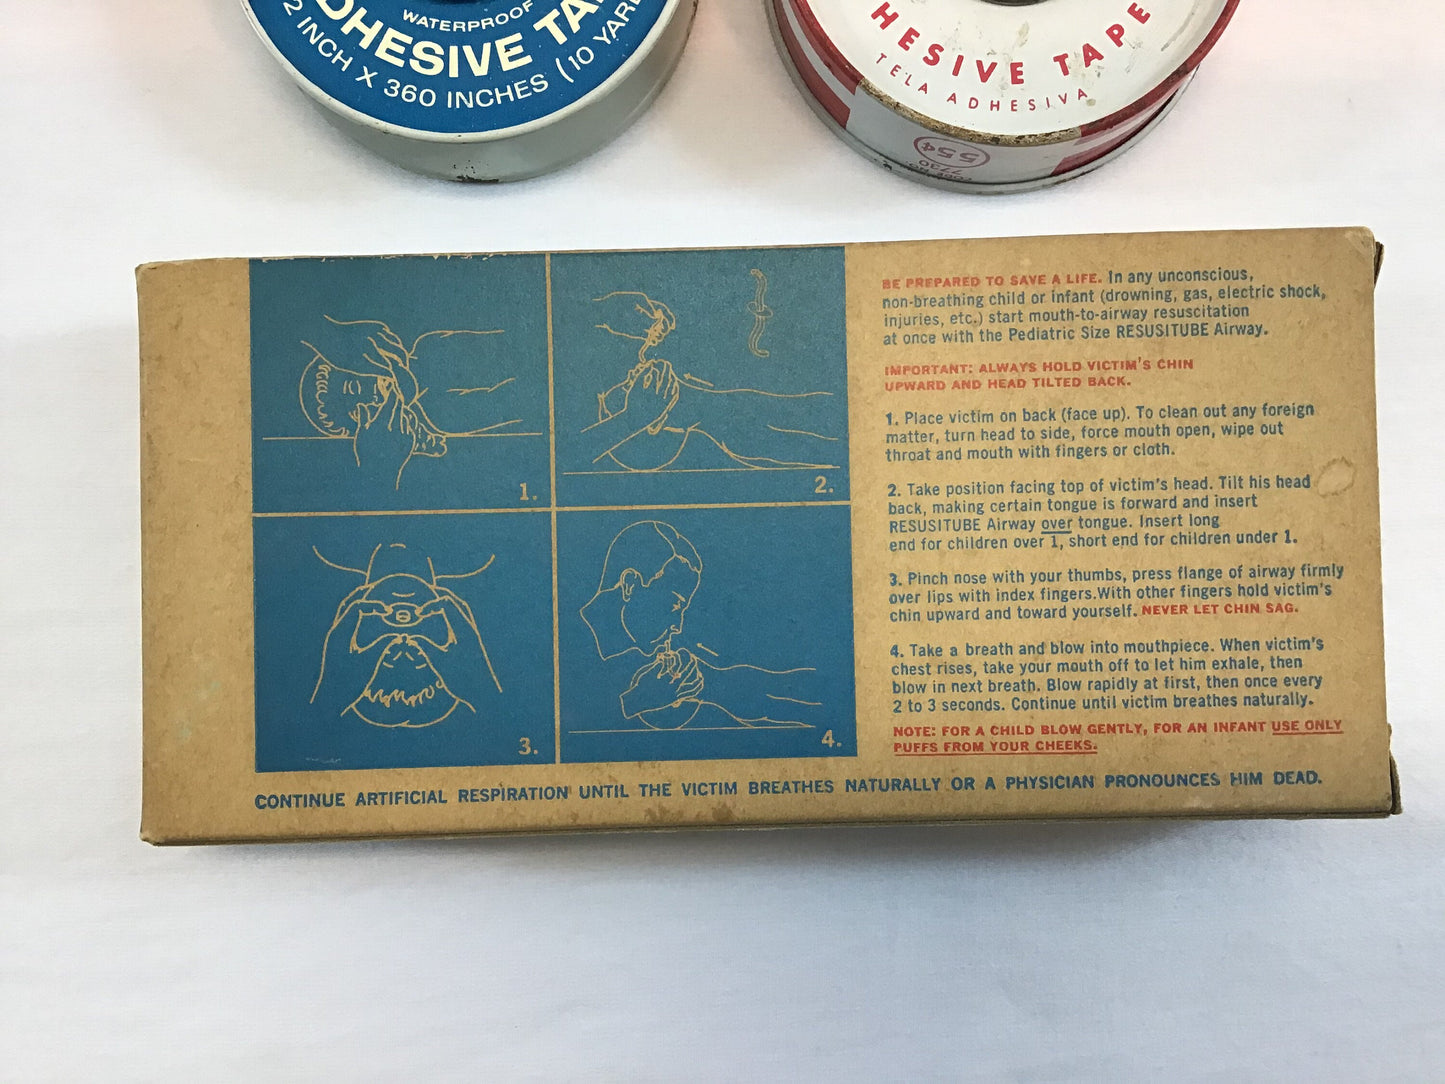 WATERPROOF
DHESIVE TA
2 INCH X 360 INCHES (10 YAR
HESIVE TAPE
TELA ADHESIVA
55¢
7730
1.
2.
3.
4.
BE PREPARED TO SAVE A LIFE. In any unconscious,
non-breathing child or infant (drowning, gas, electric shock,
injuries, etc.) start mouth-to-airway resuscitation
at once with the Pediatric Size RESUSITUBE Airway.
IMPORTANT: ALWAYS HOLD VICTIM'S CHIN
UPWARD AND HEAD TILTED BACK.
1. Place victim on back (face up). To clean out any foreign
matter, turn head to side, force mouth open, wipe out
throat and mouth with fingers or cloth.
2. Take position facing top of victim's head. Tilt his head
back, making certain tongue is forward and insert
RESUSITUBE Airway over tongue. Insert long
end for children over 1, short end for children under 1.
3. Pinch nose with your thumbs, press flange of airway firmly
over lips with index fingers.With other fingers hold victim's
chin upward and toward yourself. NEVER LET CHIN SAG.
4. Take a breath and blow into mouthpiece. When victim's
chest rises, take your mouth off to let him exhale, then
blow in next breath. Blow rapidly at first, then once every
2 to 3 seconds. Continue until victim breathes naturally.
NOTE: FOR A CHILD BLOW GENTLY, FOR AN INFANT USE ONLY
PUFFS FROM YOUR CHEEKS.
CONTINUE ARTIFICIAL RESPIRATION UNTIL THE VICTIM BREATHES NATURALLY OR A PHYSICIAN PRONOUNCES HIM DEAD.